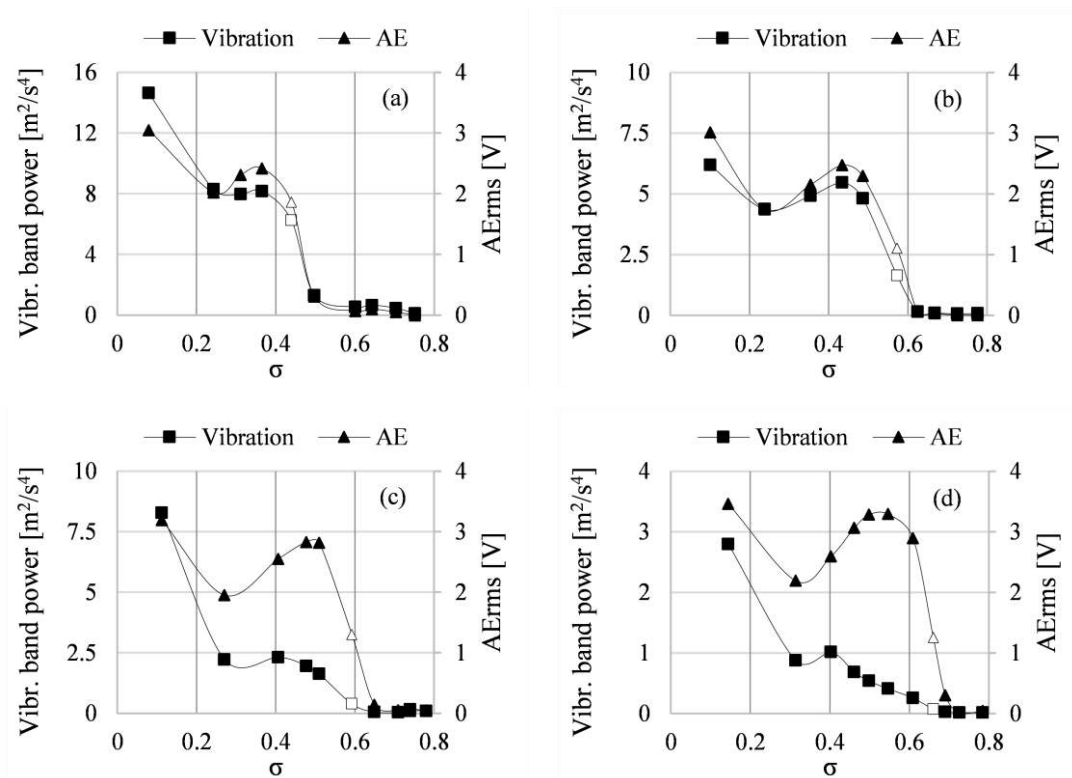 Vibration AE
Vibr. band power [m²/s⁴]
16
12
8
4
0
(a)
4
3
2
1
0
AErms [V]
0 0.2 0.4 0.6 0.8
σ
Vibration AE
Vibr. band power [m²/s⁴]
10
7.5
5
2.5
0
(b)
4
3
2
1
0
AErms [V]
0 0.2 0.4 0.6 0.8
σ
Vibration AE
Vibr. band power [m²/s⁴]
10
7.5
5
2.5
0
(c)
4
3
2
1
0
AErms [V]
0 0.2 0.4 0.6 0.8
σ
Vibration AE
Vibr. band power [m²/s⁴]
4
3
2
1
0
(d)
4
3
2
1
0
AErms [V]
0 0.2 0.4 0.6 0.8
σ